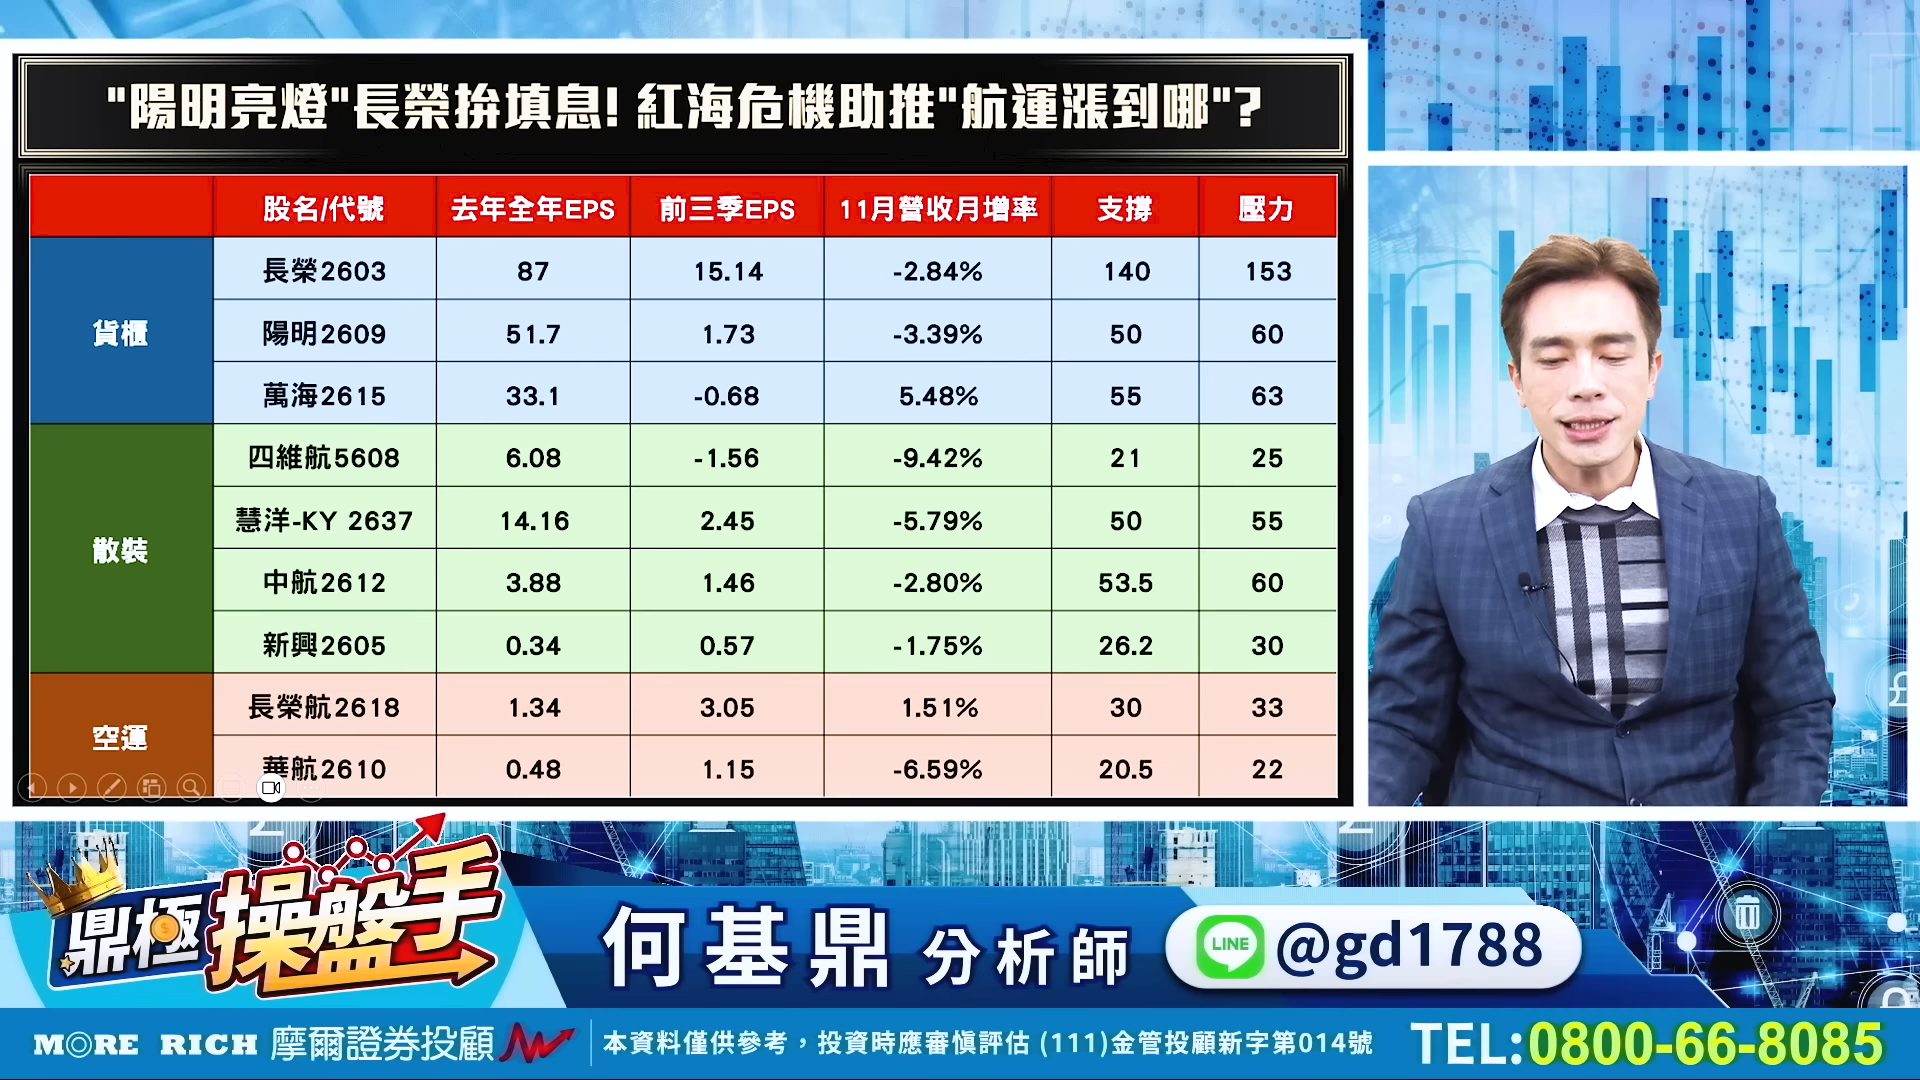 "陽明亮燈"長榮拚填息! 紅海危機助推"航運漲到哪"?
股名/代號 去年全年EPS 前三季EPS 11月營收月增率 支撐 壓力
貨櫃
長榮2603 87 15.14 -2.84% 140 153
陽明2609 51.7 1.73 -3.39% 50 60
萬海2615 33.1 -0.68 5.48% 55 63
散裝
四維航5608 6.08 -1.56 -9.42% 21 25
慧洋-KY 2637 14.16 2.45 -5.79% 50 55
中航2612 3.88 1.46 -2.80% 53.5 60
新興2605 0.34 0.57 -1.75% 26.2 30
空運
長榮航2618 1.34 3.05 1.51% 30 33
華航2610 0.48 1.15 -6.59% 20.5 22
鼎極操盤手
何基鼎 分析師
LINE @gd1788
MORE RICH 摩爾證券投顧
本資料僅供參考，投資時應審慎評估 (111)金管投顧新字第014號
TEL:0800-66-8085